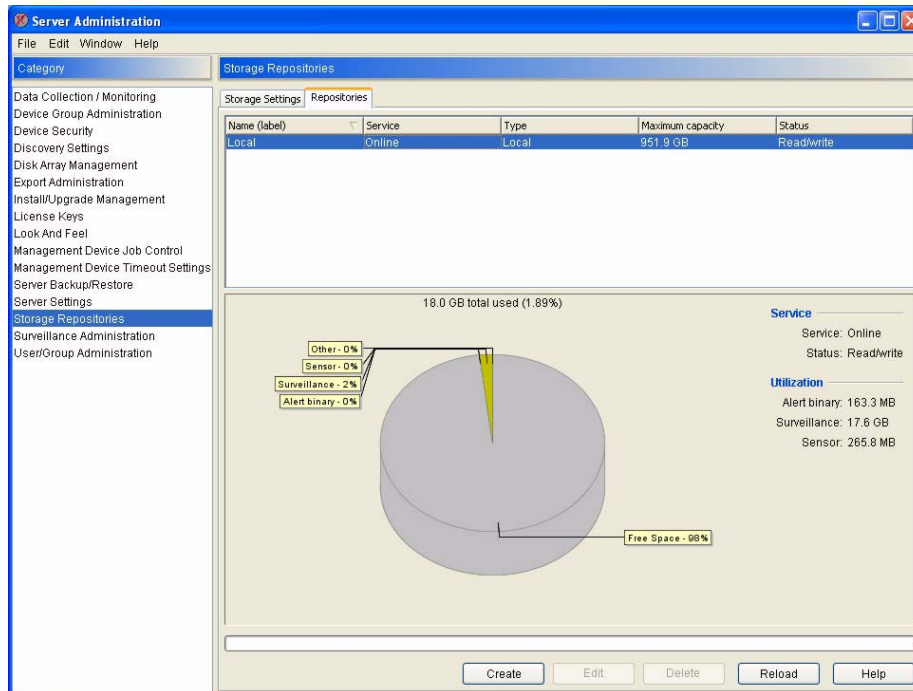 Server Administration
File Edit Window Help
Category
Data Collection / Monitoring
Device Group Administration
Device Security
Discovery Settings
Disk Array Management
Export Administration
Install/Upgrade Management
License Keys
Look And Feel
Management Device Job Control
Management Device Timeout Settings
Server Backup/Restore
Server Settings
Storage Repositories
Surveillance Administration
User/Group Administration
Storage Repositories
Storage Settings Repositories
Name (label) Service Type Maximum capacity Status
Local Online Local 951.9 GB Read/write
18.0 GB total used (1.89%)
Other - 0%
Sensor - 0%
Surveillance - 2%
Alert binary - 0%
Free Space - 98%
Service
Service: Online
Status: Read/write
Utilization
Alert binary: 163.3 MB
Surveillance: 17.6 GB
Sensor: 265.8 MB
Create Edit Delete Reload Help